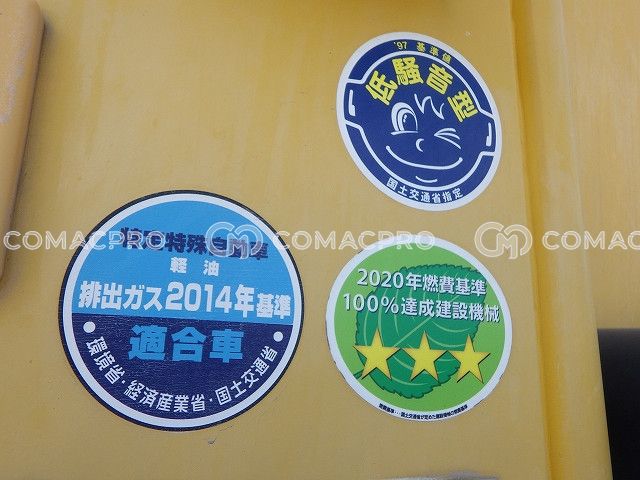 '97 基準値
低騒音型
国土交通省指定
COMACPRO
COMACPRO
COMACPRO
特定特殊自動車
軽油
排出ガス2014年基準
適合車
環境省・経済産業省・国土交通省
2020年燃費基準
100%達成建設機械